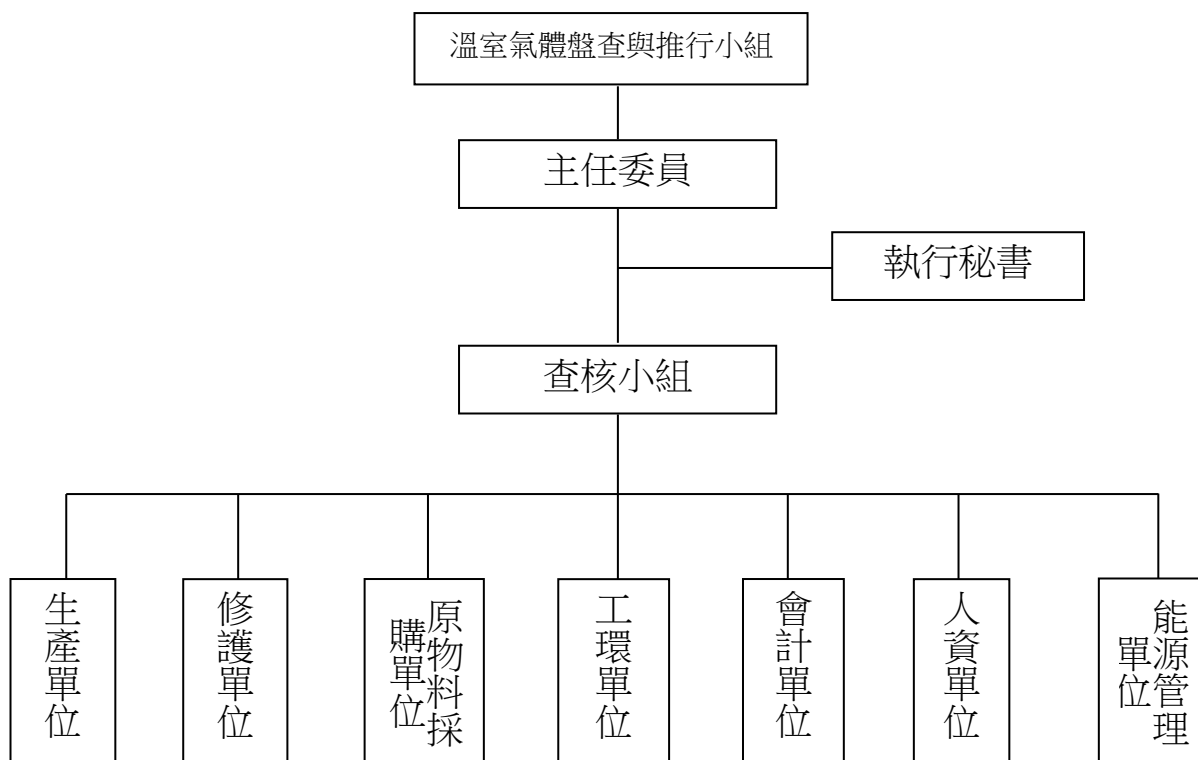 溫室氣體盤查與推行小組
主任委員
執行秘書
查核小組
生產單位
修護單位
原物料採
購單位
工環單位
會計單位
人資單位
能源管理
單位